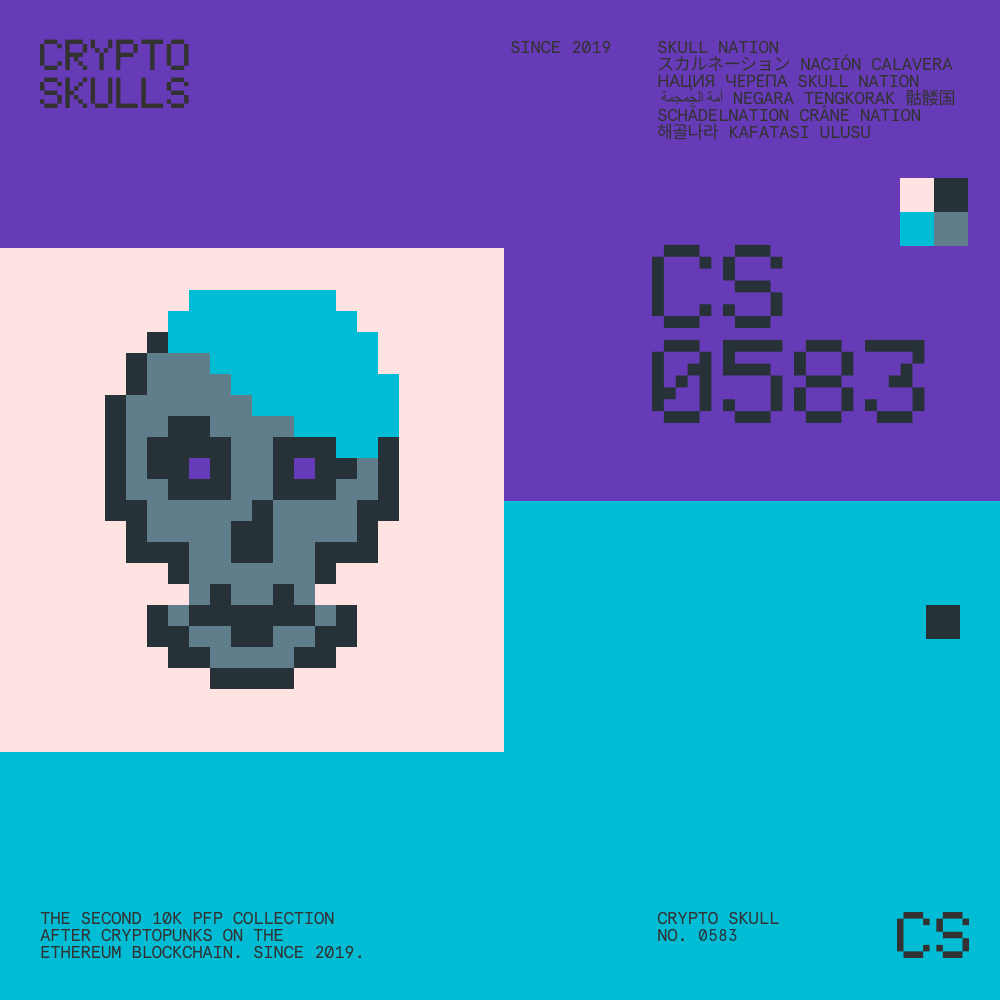 CRYPTO
SKULLS
SINCE 2019
SKULL NATION
スカルネーション NACIÓN CALAVERA
НАЦИЯ ЧЕРЕПА SKULL NATION
أمة الجمجمة NEGARA TENGKORAK 骷髅国
SCHÄDELNATION CRÂNE NATION
해골나라 KAFATASI ULUSU
CS
0583
THE SECOND 10K PFP COLLECTION
AFTER CRYPTOPUNKS ON THE
ETHEREUM BLOCKCHAIN. SINCE 2019.
CRYPTO SKULL
NO. 0583
CS